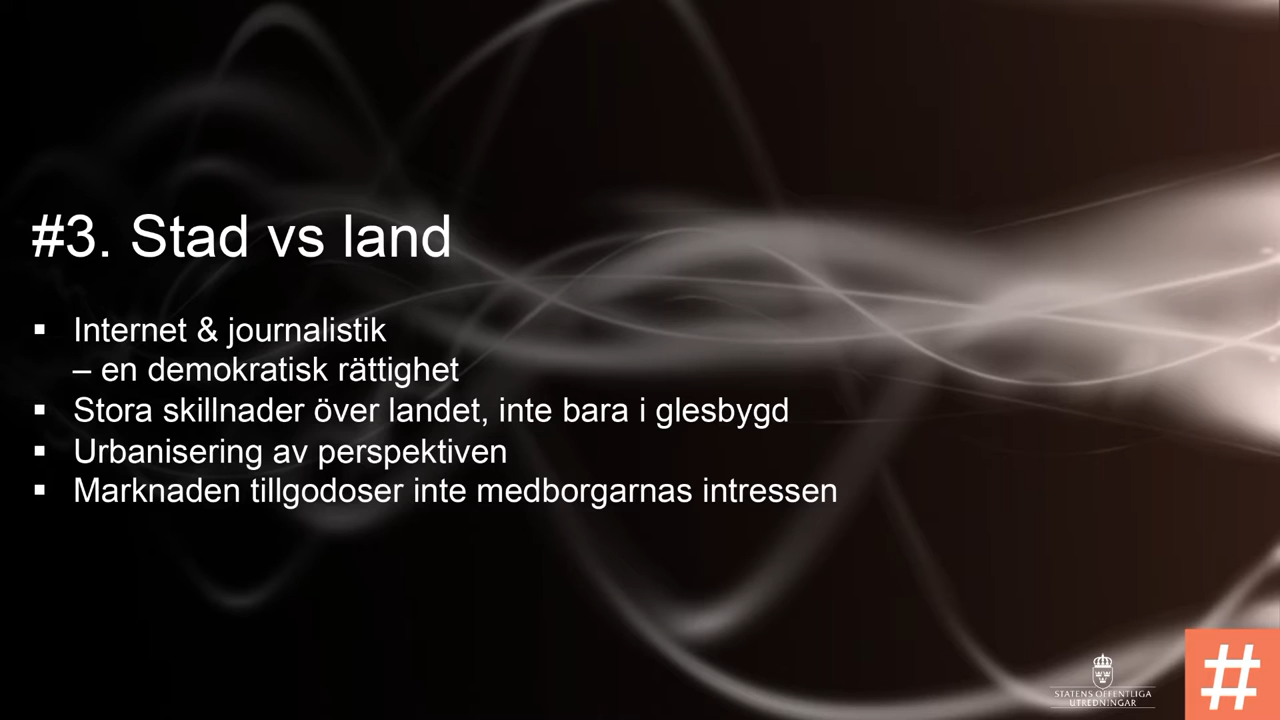 #3. Stad vs land
▪ Internet & journalistik
– en demokratisk rättighet
▪ Stora skillnader över landet, inte bara i glesbygd
▪ Urbanisering av perspektiven
▪ Marknaden tillgodoser inte medborgarnas intressen
STATENS OFFENTLIGA
UTREDNINGAR
#